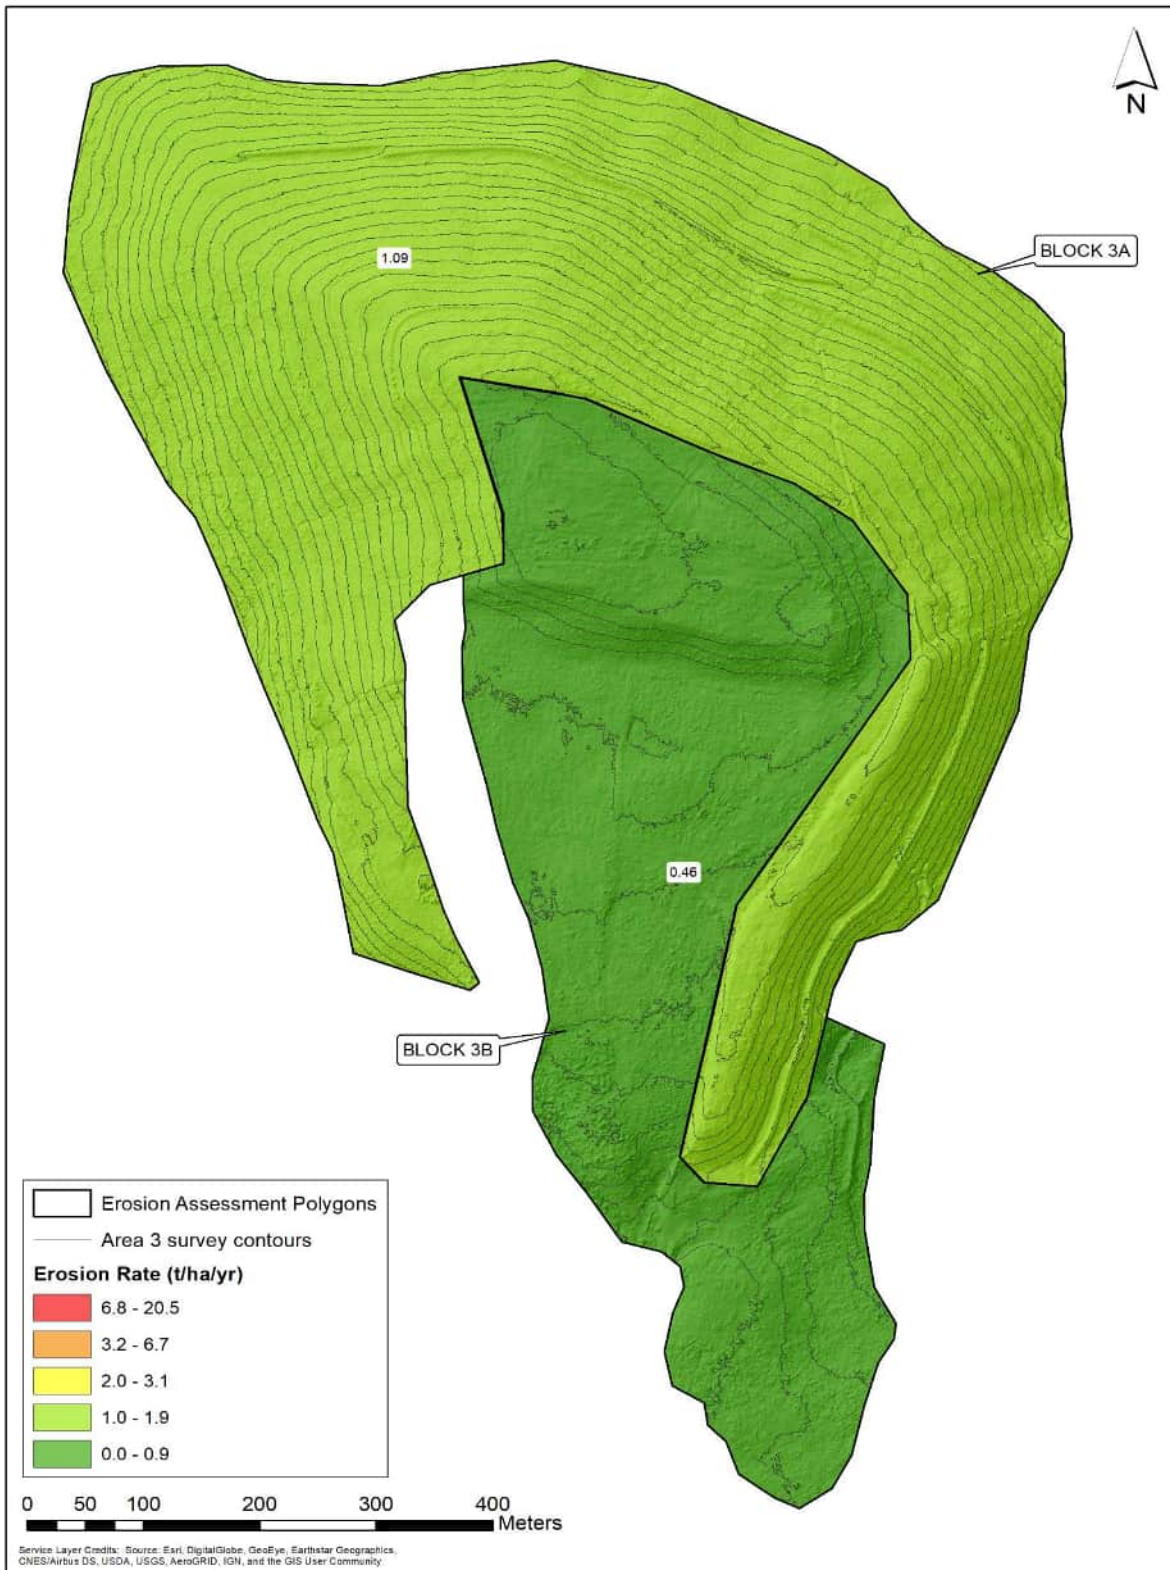 N
BLOCK 3A
1.09
0.46
BLOCK 3B
Erosion Assessment Polygons
Area 3 survey contours
Erosion Rate (t/ha/yr)
6.8 - 20.5
3.2 - 6.7
2.0 - 3.1
1.0 - 1.9
0.0 - 0.9
0 50 100 200 300 400
Meters
Service Layer Credits: Source: Esri, DigitalGlobe, GeoEye, Earthstar Geographics,
CNES/Airbus DS, USDA, USGS, AeroGRID, IGN, and the GIS User Community